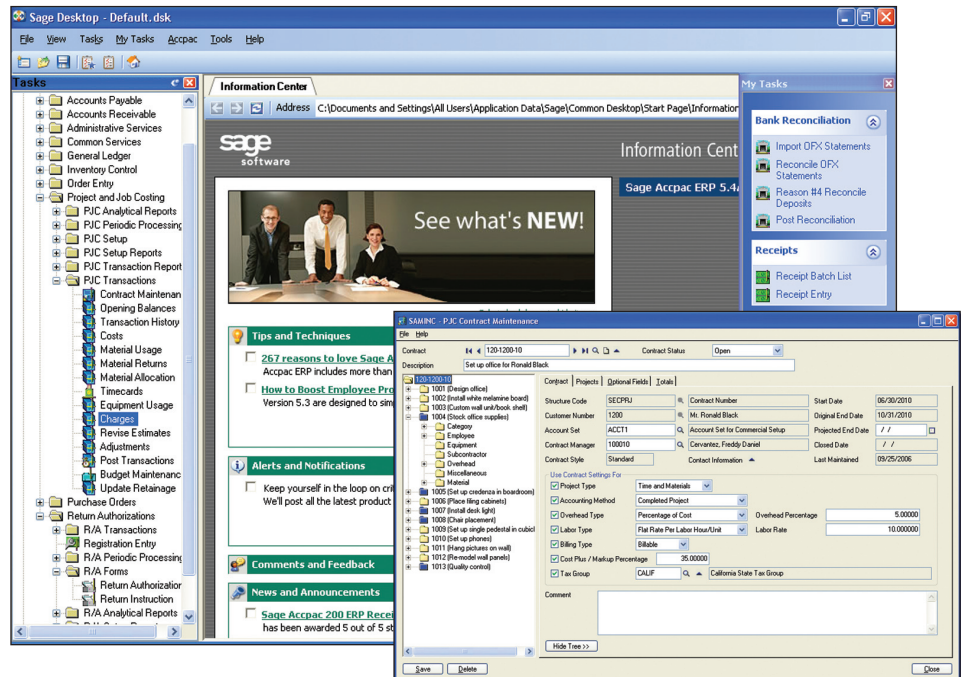 Sage Desktop - Default.dsk
File View Tasks My Tasks Accpac Tools Help
Tasks
Accounts Payable
Accounts Receivable
Administrative Services
Common Services
General Ledger
Inventory Control
Order Entry
Project and Job Costing
PJC Analytical Reports
PJC Periodic Processing
PJC Setup
PJC Setup Reports
PJC Transaction Report
PJC Transactions
Contract Maintenan
Opening Balances
Transaction History
Costs
Material Usage
Material Returns
Material Allocation
Timecards
Equipment Usage
Charges
Revise Estimates
Adjustments
Post Transactions
Budget Maintenanc
Update Retainage
Purchase Orders
Return Authorizations
R/A Transactions
Registration Entry
R/A Periodic Processing
R/A Forms
Return Authorization
Return Instruction
R/A Analytical Reports
Information Center
Address C:\Documents and Settings\All Users\Application Data\Sage\Common Desktop\Start Page\Information
sage
software
Information Cent
Sage Accpac ERP 5.4
See what's NEW!
Tips and Techniques
267 reasons to love Sage A
Accpac ERP includes more than
How to Boost Employee Pro
Version 5.3 are designed to sim
Alerts and Notifications
Keep yourself in the loop on cri
We'll post all the latest product
Comments and Feedback
News and Announcements
Sage Accpac 200 ERP Recei
has been awarded 5 out of 5 st
My Tasks
Bank Reconciliation
Import OFX Statements
Reconcile OFX
Statements
Reason #4 Reconcile
Deposits
Post Reconciliation
Receipts
Receipt Batch List
Receipt Entry
SAMINC - PJC Contract Maintenance
File Help
Contract 120-1200-10 Contract Status Open
Description Set up office for Ronald Black
120-1200-10
1001 (Design office)
1002 (Install white melamine board)
1003 (Custom wall unit/book shelf)
1004 (Stock office supplies)
Category
Employee
Equipment
Subcontractor
Overhead
Miscellaneous
Material
1005 (Set up credenza in boardroom)
1006 (Place filing cabinets)
1007 (Install desk light)
1008 (Chair placement)
1009 (Set up single pedestal in cubicl
1010 (Set up phones)
1011 (Hang pictures on wall)
1012 (Re-model wall panels)
1013 (Quality control)
Contract Projects Optional Fields Totals
Structure Code SECPRJ Contract Number Start Date 06/30/2010
Customer Number 1200 Mr. Ronald Black Original End Date 10/31/2010
Account Set ACCT1 Account Set for Commercial Setup Projected End Date / /
Contract Manager 100010 Cervantez, Freddy Daniel Closed Date / /
Contract Style Standard Contact Information Last Maintained 09/25/2006
Use Contract Settings For
Project Type Time and Materials
Accounting Method Completed Project
Overhead Type Percentage of Cost Overhead Percentage 5.00000
Labor Type Flat Rate Per Labor Hour/Unit Labor Rate 10.000000
Billing Type Billable
Cost Plus / Markup Percentage 35.00000
Tax Group CALIF California State Tax Group
Comment
Hide Tree >>
Save Delete Close